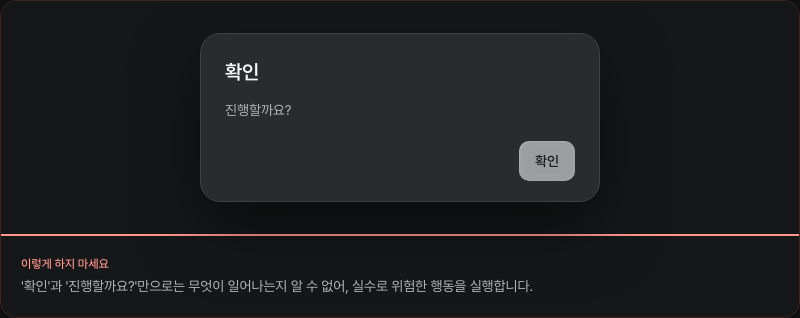 확인
진행할까요?
확인
이렇게 하지 마세요
'확인'과 '진행할까요?'만으로는 무엇이 일어나는지 알 수 없어, 실수로 위험한 행동을 실행합니다.